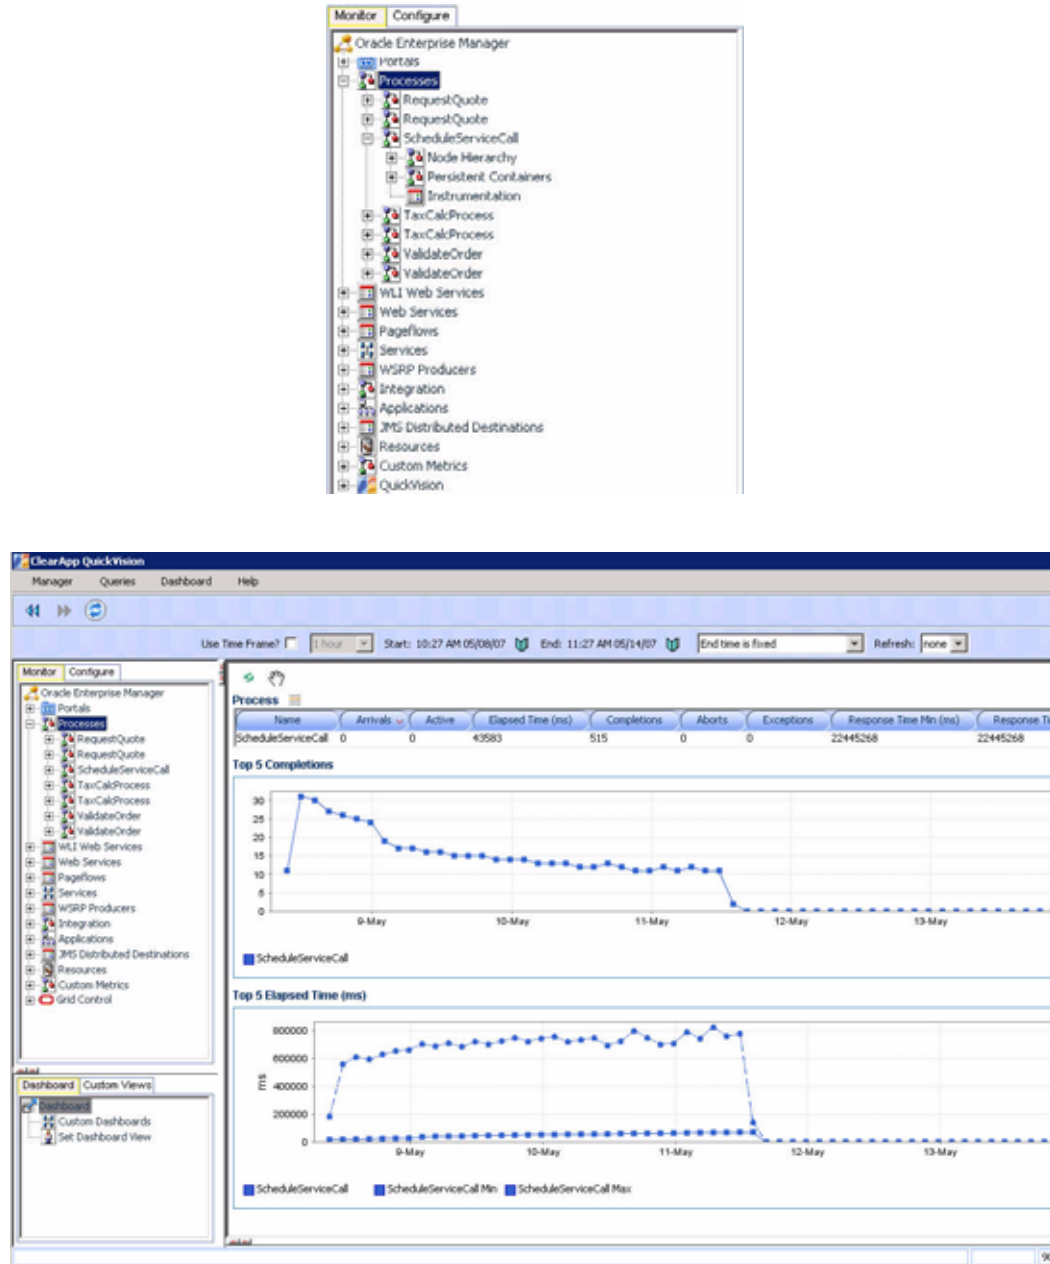 Monitor Configure
Oracle Enterprise Manager
Portals
Processes
RequestQuote
RequestQuote
ScheduleServiceCall
Node Hierarchy
Persistent Containers
Instrumentation
TaxCalcProcess
TaxCalcProcess
ValidateOrder
ValidateOrder
WLI Web Services
Web Services
Pageflows
Services
WSRP Producers
Integration
Applications
JMS Distributed Destinations
Resources
Custom Metrics
QuickVision
ClearApp QuickVision
Manager Queries Dashboard Help
Use Time Frame? 1 hour Start: 10:27 AM 05/08/07 End: 11:27 AM 05/14/07 End time is fixed Refresh: none
Monitor Configure
Oracle Enterprise Manager
Portals
Processes
RequestQuote
RequestQuote
ScheduleServiceCall
TaxCalcProcess
TaxCalcProcess
ValidateOrder
ValidateOrder
WLI Web Services
Web Services
Pageflows
Services
WSRP Producers
Integration
Applications
JMS Distributed Destinations
Resources
Custom Metrics
Grid Control
Dashboard Custom Views
Dashboard
Custom Dashboards
Set Dashboard View
Process
Name Arrivals Active Elapsed Time (ms) Completions Aborts Exceptions Response Time Min (ms) Response Ti
ScheduleServiceCall 0 0 43583 515 0 0 22445268 22445268
Top 5 Completions
30
25
20
15
10
5
0
9-May 10-May 11-May 12-May 13-May
ScheduleServiceCall
Top 5 Elapsed Time (ms)
800000
600000
400000
200000
0
ms
9-May 10-May 11-May 12-May 13-May
ScheduleServiceCall ScheduleServiceCall Min ScheduleServiceCall Max